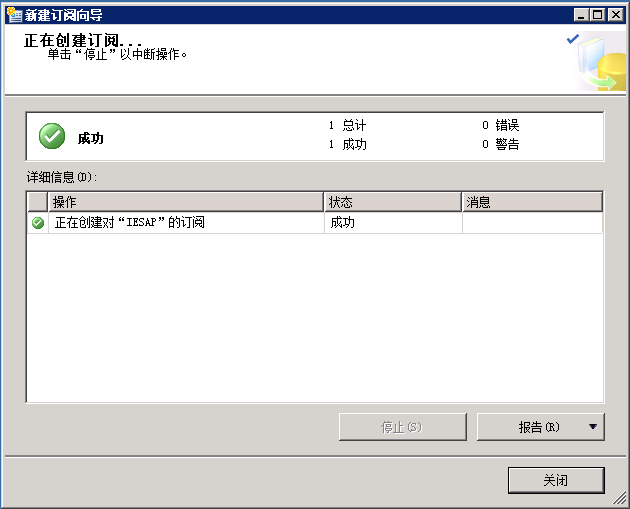 新建订阅向导
正在创建订阅...
单击“停止”以中断操作。
成功
1 总计
0 错误
1 成功
0 警告
详细信息(D):
操作 状态 消息
正在创建对“IESAP”的订阅 成功
停止(S)
报告(R)
关闭